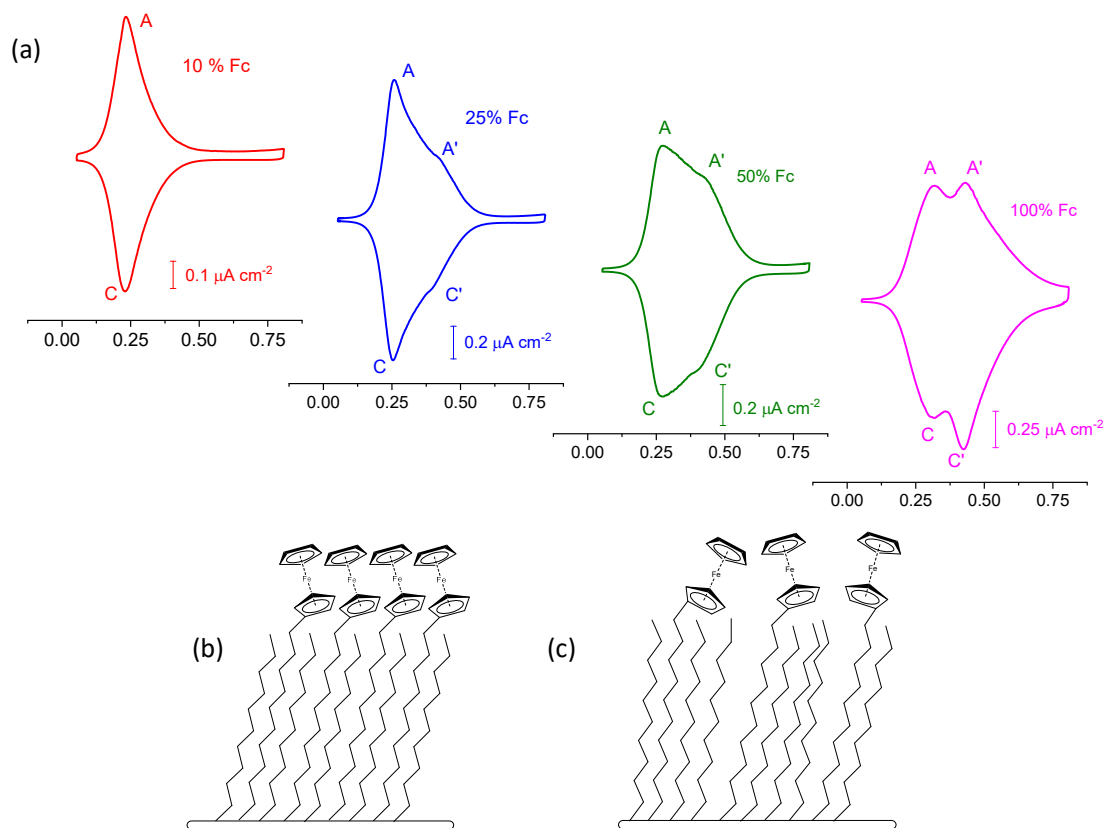 (a)
A
10 % Fc
C
0.1 μA cm-2
0.00 0.25 0.50 0.75
A
25% Fc
A'
C'
C
0.2 μA cm-2
0.00 0.25 0.50 0.75
A
A'
50% Fc
C'
C
0.2 μA cm-2
0.00 0.25 0.50 0.75
A A'
100% Fc
C
C'
0.25 μA cm-2
0.00 0.25 0.50 0.75
(b)
Fe Fe Fe Fe
(c)
Fe Fe Fe